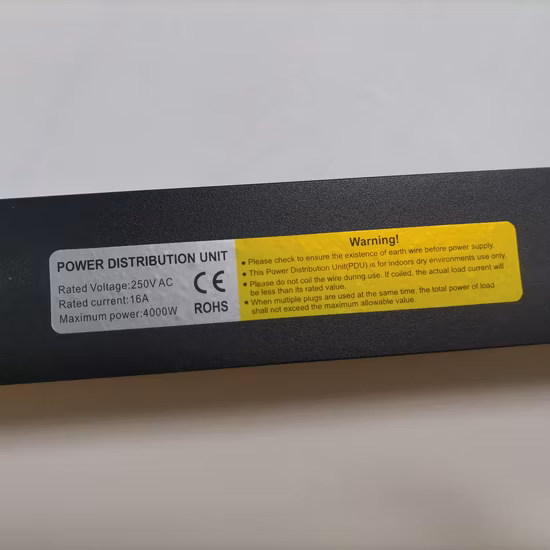 POWER DISTRIBUTION UNIT
Rated Voltage:250V AC
Rated current:16A
Maximum power:4000W
CE
ROHS
Warning!
• Please check to ensure the existence of earth wire before power supply.
• This Power Distribution Unit(PDU) is for indoors dry environments use only.
• Please do not coil the wire during use. If coiled, the actual load current will
be less than its rated value.
• When multiple plugs are used at the same time, the total power of load
shall not exceed the maximum allowable value.